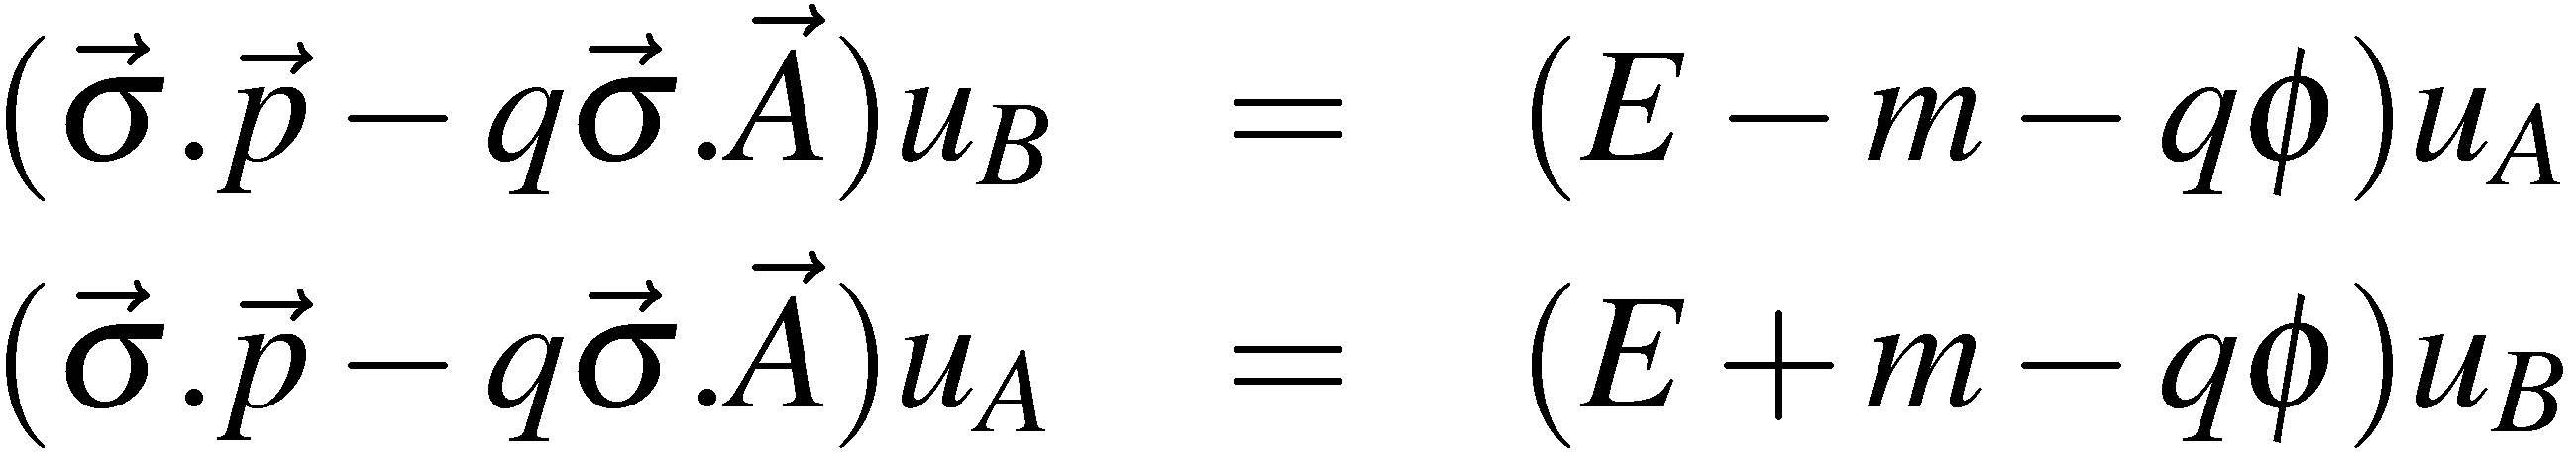 (σ⃗.p⃗ − qσ⃗.A⃗)u_B = (E − m − qϕ)u_A
(σ⃗.p⃗ − qσ⃗.A⃗)u_A = (E + m − qϕ)u_B